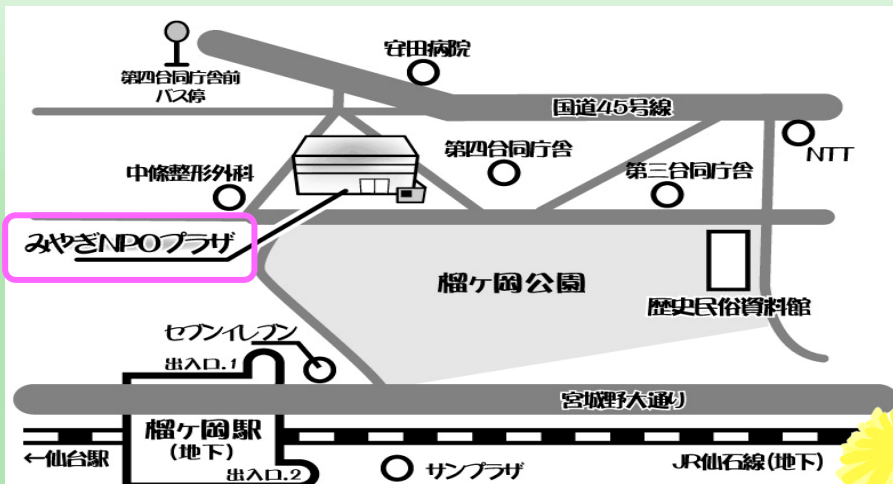 安田病院
第四合同庁舎前
バス停
国道45号線
NTT
中條整形外科
第四合同庁舎
第三合同庁舎
みやぎNPOプラザ
榴ヶ岡公園
歴史民俗資料館
セブンイレブン
出入口.1
宮城野大通り
榴ヶ岡駅
(地下)
←仙台駅
出入口.2
サンプラザ
JR仙石線(地下)